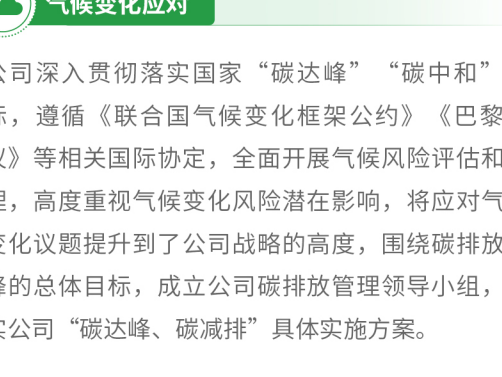 气候变化应对
公司深入贯彻落实国家“碳达峰”“碳中和”
标，遵循《联合国气候变化框架公约》《巴黎
议》等相关国际协定，全面开展气候风险评估和
理，高度重视气候变化风险潜在影响，将应对气
变化议题提升到了公司战略的高度，围绕碳排放
峰的总体目标，成立公司碳排放管理领导小组，
实公司“碳达峰、碳减排”具体实施方案。